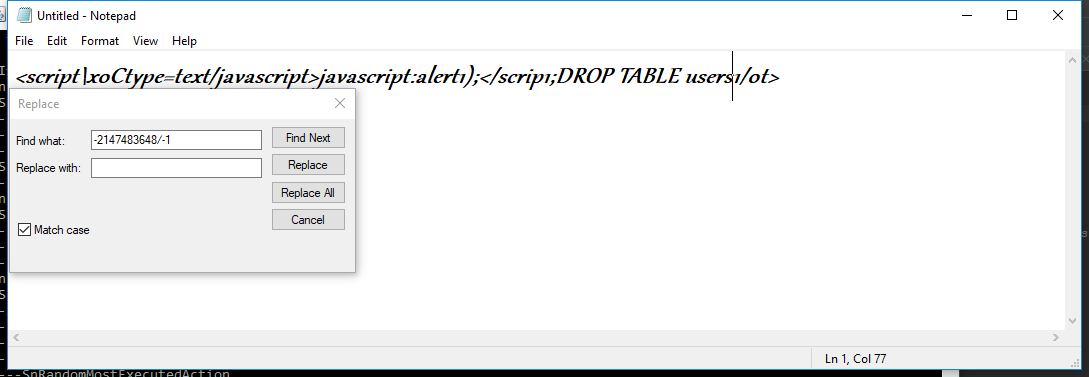 Untitled - Notepad
File Edit Format View Help
<script|xoCtype=text/javascript>javascript:alert1);</scrip1;DROP TABLE users1/0t>
Replace
Find what: -2147483648/-1 Find Next
Replace with: Replace
Replace All
Match case Cancel
Ln 1, Col 77
---SnRandomMostExecutedAction